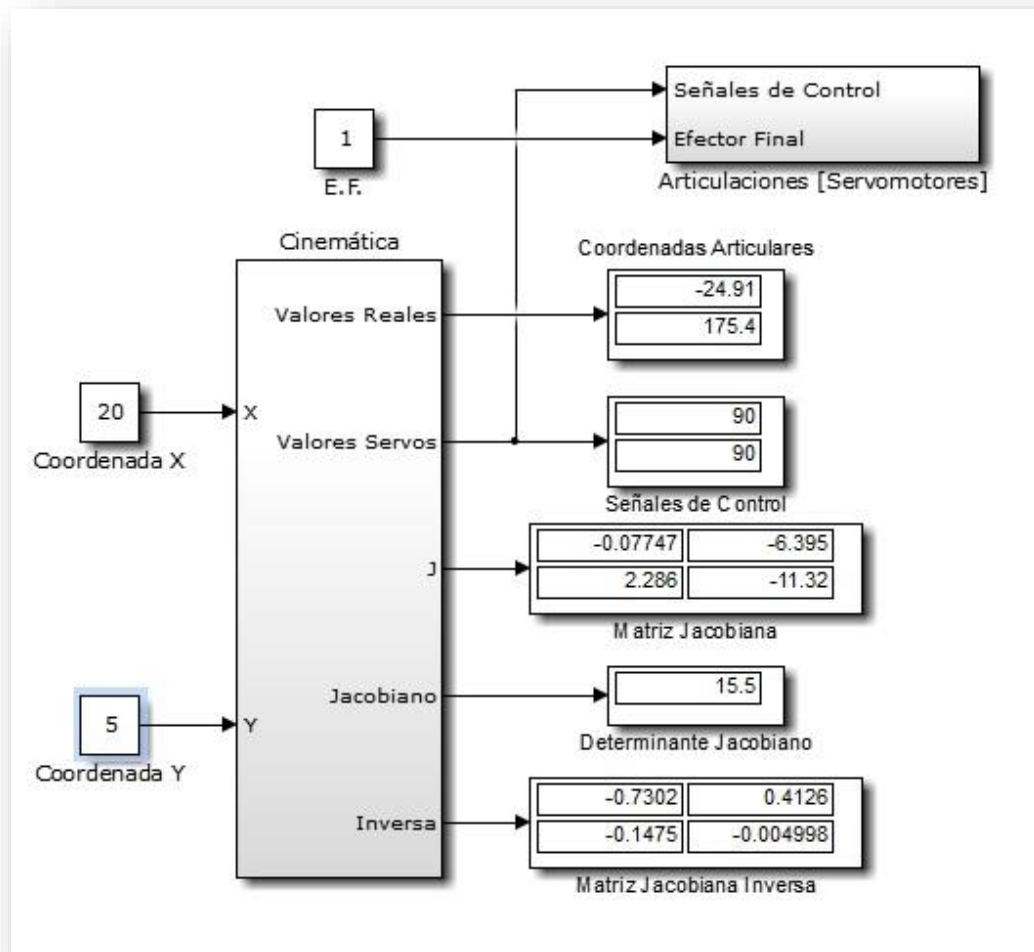 Señales de Control
1
Efector Final
E.F.
Articulaciones [Servomotores]
Cinemática
Coordenadas Articulares
-24.91
Valores Reales
175.4
20
X
90
Valores Servos
90
Coordenada X
Señales de Control
-0.07747 -6.395
J
2.286 -11.32
Matriz Jacobiana
15.5
Jacobiano
5
Y
Determinante Jacobiano
Coordenada Y
-0.7302 0.4126
Inversa
-0.1475 -0.004998
Matriz Jacobiana Inversa